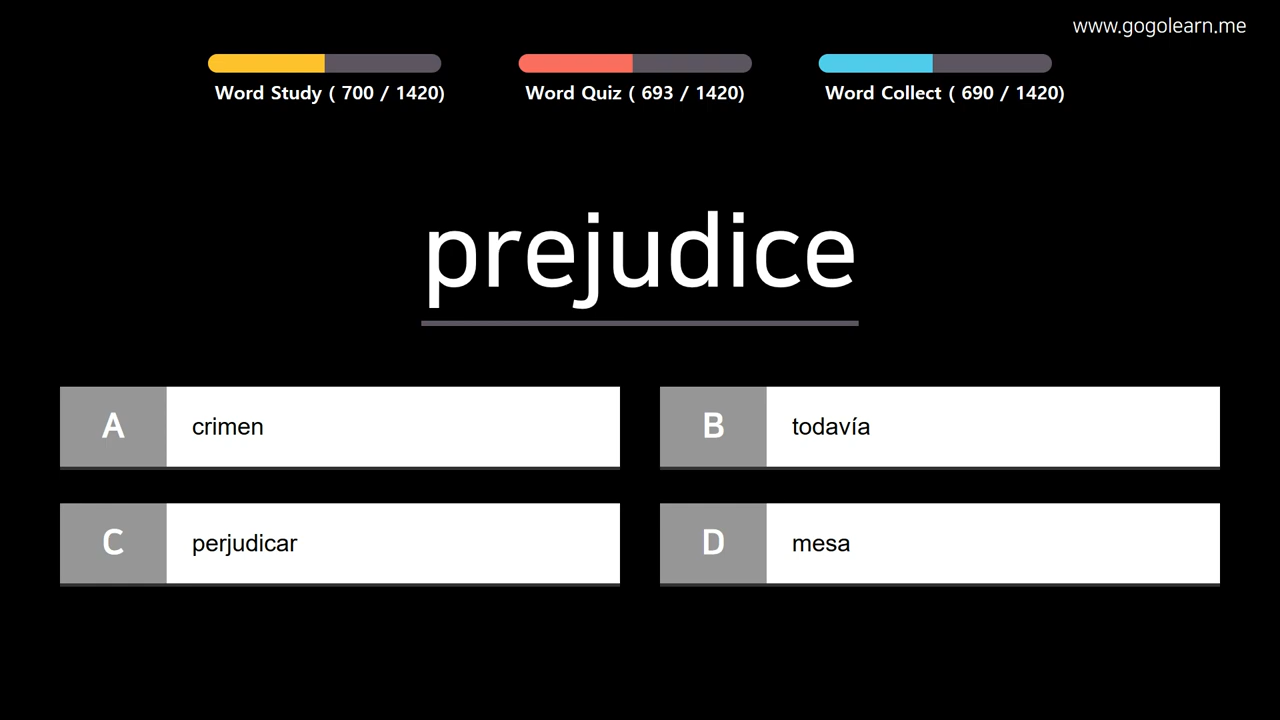 www.gogolearn.me
Word Study ( 700 / 1420)
Word Quiz ( 693 / 1420)
Word Collect ( 690 / 1420)
prejudice
A crimen
B todavía
C perjudicar
D mesa